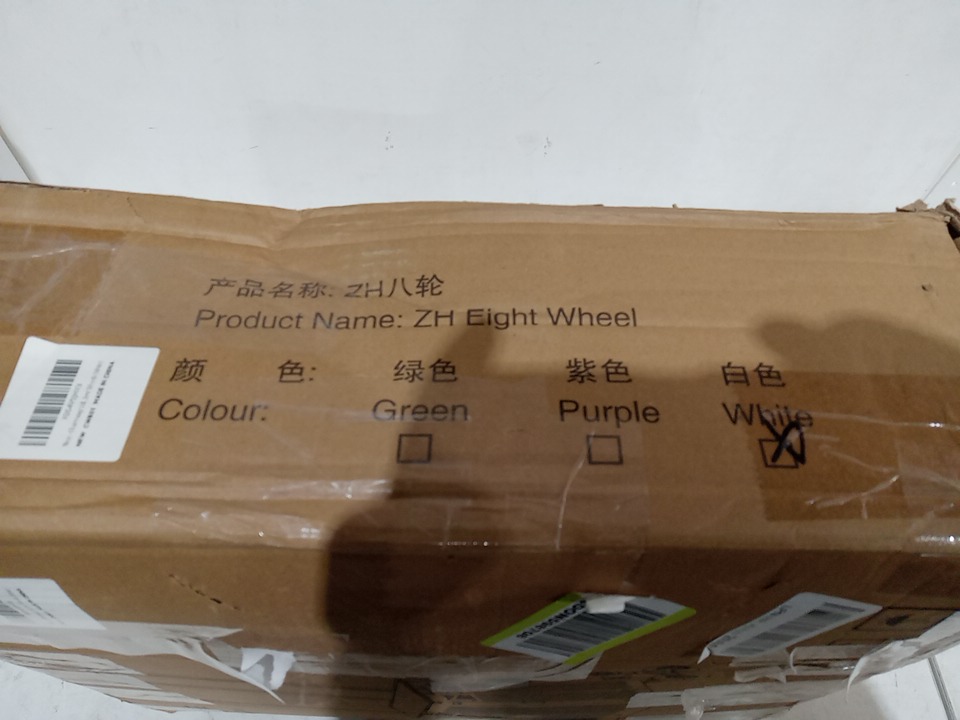 产品名称: ZH八轮
Product Name: ZH Eight Wheel
颜 色: 绿色 紫色 白色
Colour: Green Purple White